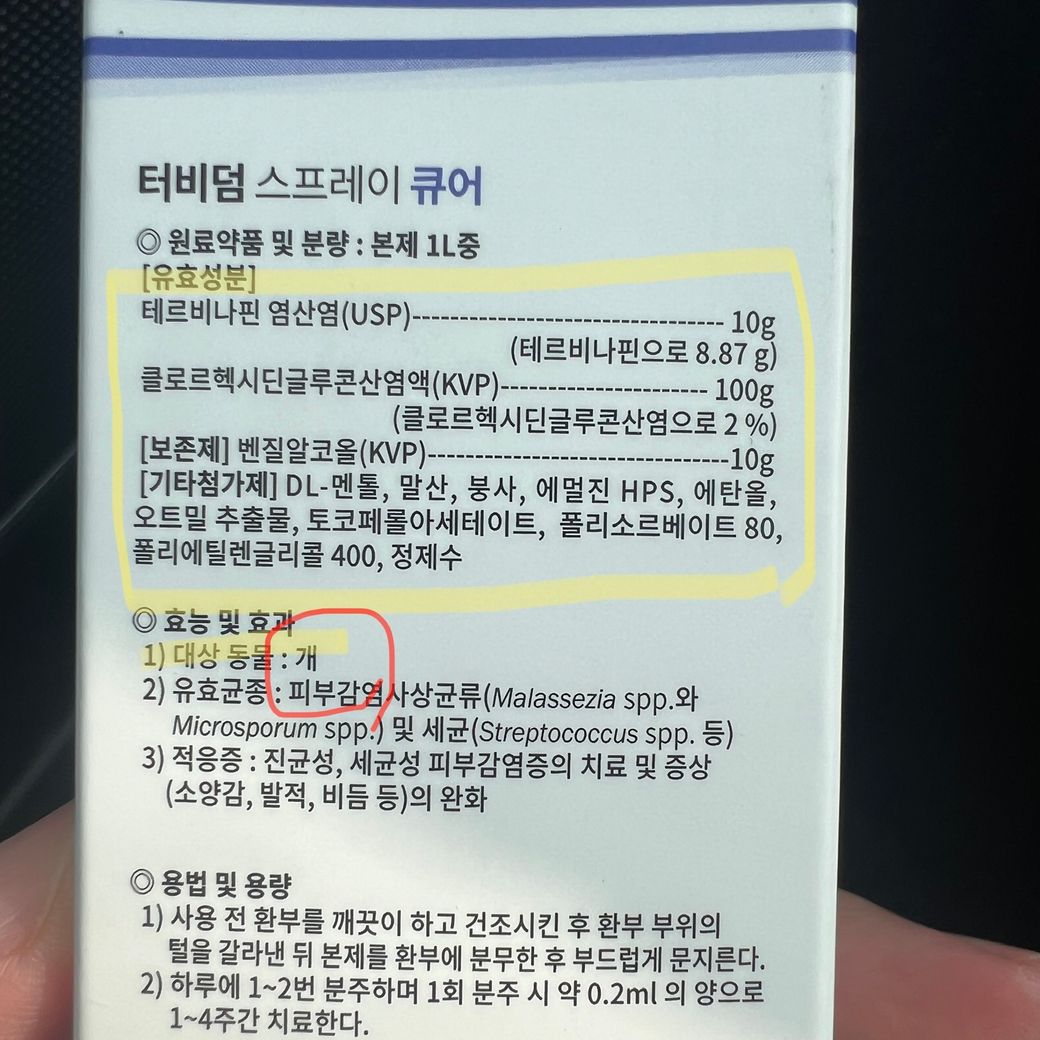 터비덤 스프레이 큐어
◎ 원료약품 및 분량 : 본제 1L중
[유효성분]
테르비나핀 염산염(USP)--------------------------------- 10g
(테르비나핀으로 8.87 g)
클로르헥시딘글루콘산염액(KVP)---------------------- 100g
(클로르헥시딘글루콘산염으로 2 %)
[보존제] 벤질알코올(KVP)--------------------------------10g
[기타첨가제] DL-멘톨, 말산, 붕사, 에멀진 HPS, 에탄올,
오트밀 추출물, 토코페롤아세테이트, 폴리소르베이트 80,
폴리에틸렌글리콜 400, 정제수
◎ 효능 및 효과
1) 대상 동물 : 개
2) 유효균종 : 피부감염사상균류(Malassezia spp.와
Microsporum spp.) 및 세균(Streptococcus spp. 등)
3) 적응증 : 진균성, 세균성 피부감염증의 치료 및 증상
(소양감, 발적, 비듬 등)의 완화
◎ 용법 및 용량
1) 사용 전 환부를 깨끗이 하고 건조시킨 후 환부 부위의
털을 갈라낸 뒤 본제를 환부에 분무한 후 부드럽게 문지른다.
2) 하루에 1~2번 분주하며 1회 분주 시 약 0.2ml 의 양으로
1~4주간 치료한다.